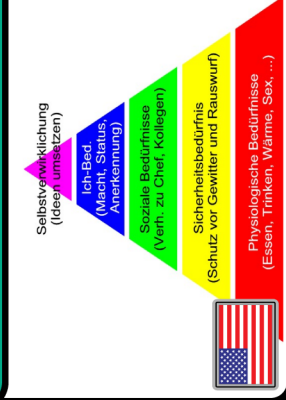 Selbstverwirklichung
(Ideen umsetzen)
Ich-Bed.
(Macht, Status,
Anerkennung)
Soziale Bedürfnisse
(Verh. zu Chef, Kollegen)
Sicherheitsbedürfnis
(Schutz vor Gewitter und Rauswurf)
Physiologische Bedürfnisse
(Essen, Trinken, Wärme, Sex, ...)